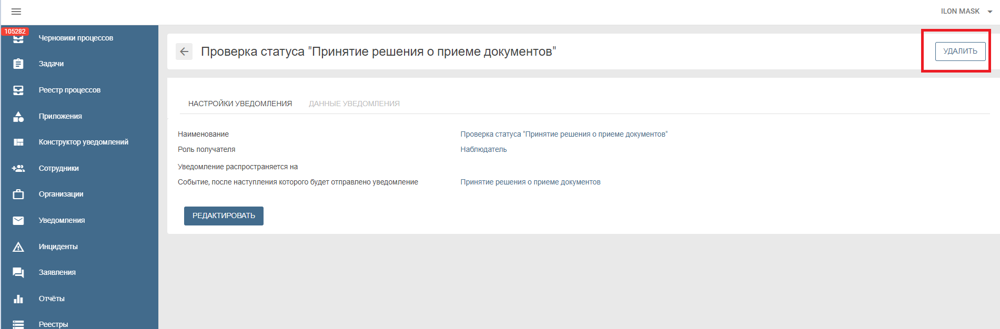 ILON MASK
105282
Черновики процессов
Задачи
Реестр процессов
Приложения
Конструктор уведомлений
Сотрудники
Организации
Уведомления
Инциденты
Заявления
Отчёты
Реестры
Проверка статуса "Принятие решения о приеме документов"
УДАЛИТЬ
НАСТРОЙКИ УВЕДОМЛЕНИЯ ДАННЫЕ УВЕДОМЛЕНИЯ
Наименование Проверка статуса "Принятие решения о приеме документов"
Роль получателя Наблюдатель
Уведомление распространяется на
Событие, после наступления которого будет отправлено уведомление Принятие решения о приеме документов
РЕДАКТИРОВАТЬ